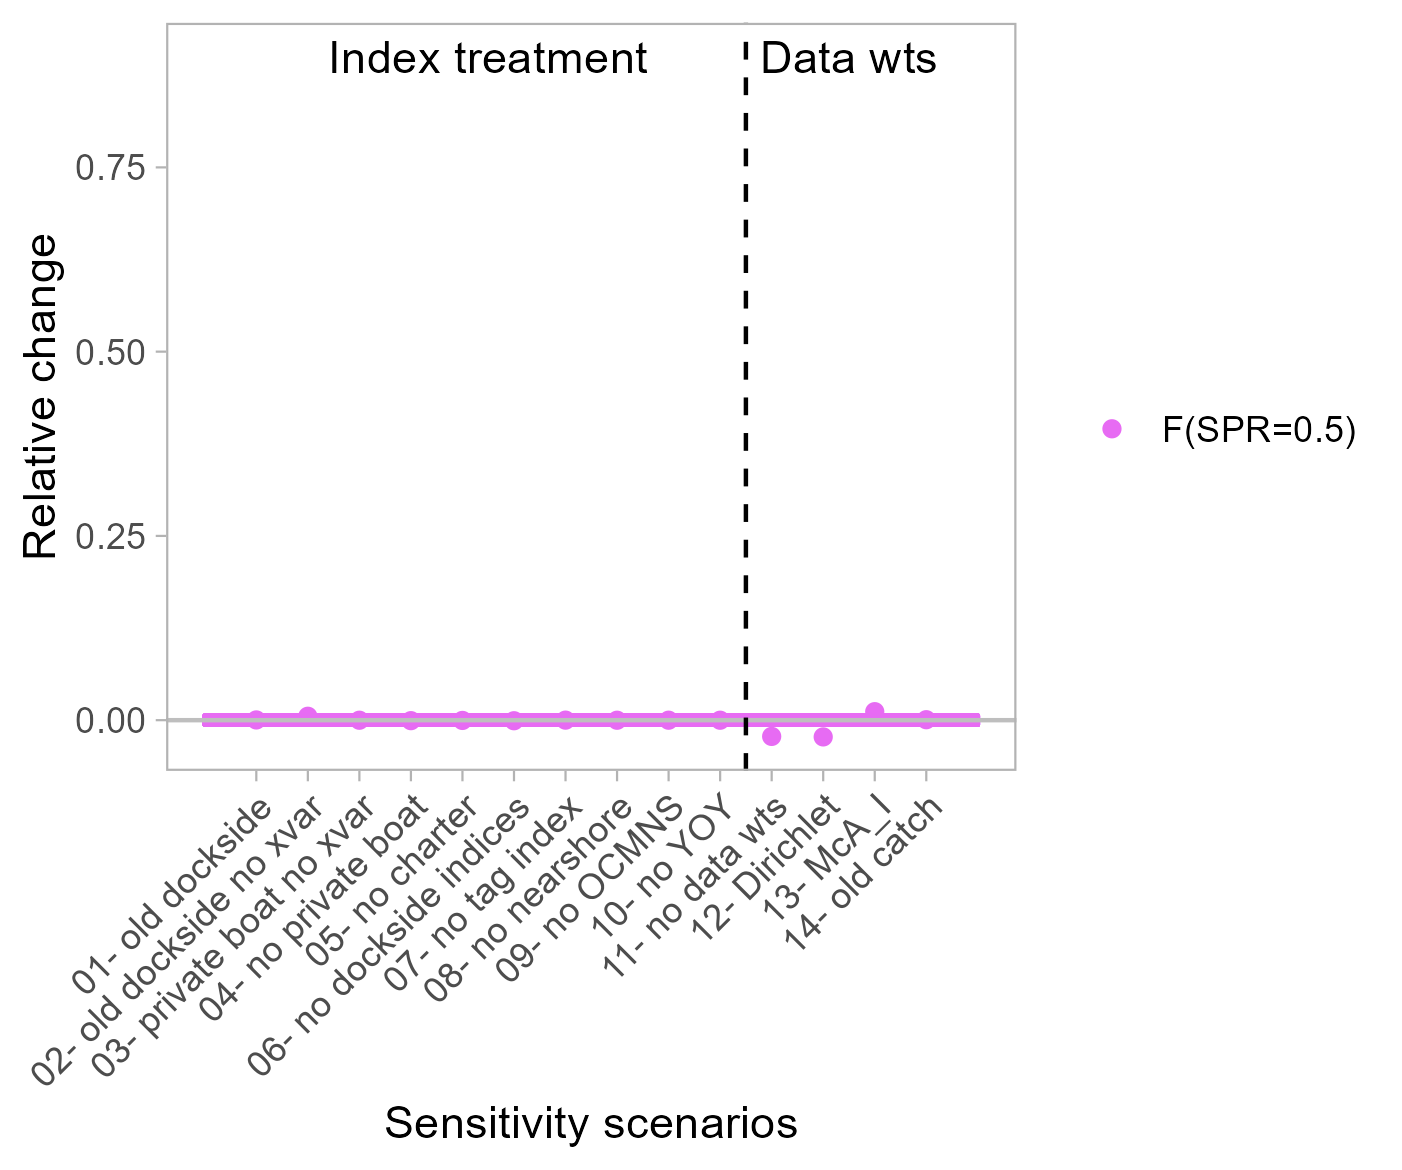 Index treatment
Data wts
0.75
0.50
0.25
0.00
Relative change
F(SPR=0.5)
01- old dockside
02- old dockside no xvar
03- private boat no xvar
04- no private boat
05- no charter
06- no dockside indices
07- no tag index
08- no nearshore
09- no OCMNS
10- no YOY
11- no data wts
12- Dirichlet
13- McA_I
14- old catch
Sensitivity scenarios